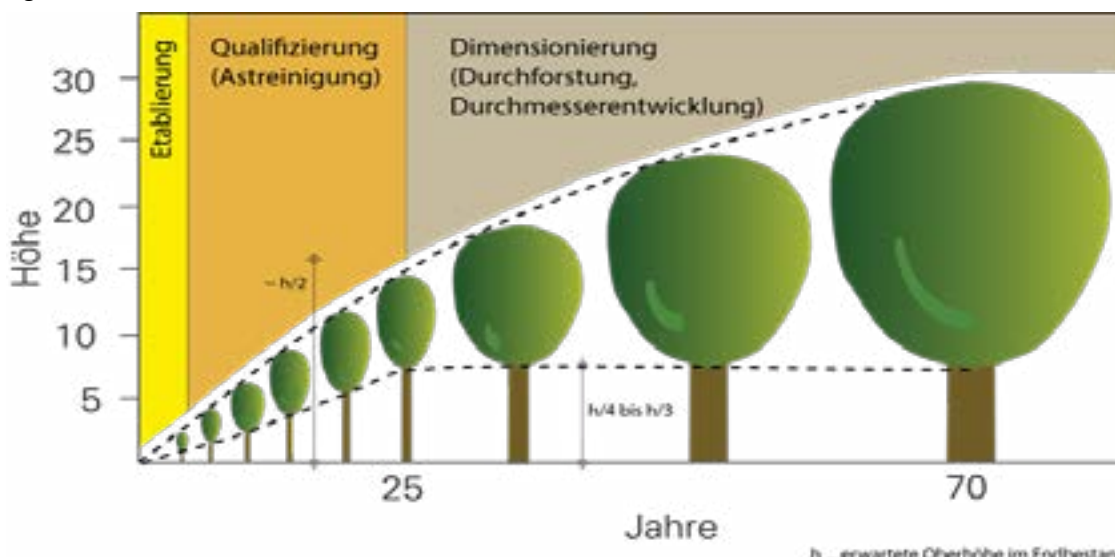 Etablierung
Qualifizierung
(Astreinigung)
Dimensionierung
(Durchforstung,
Durchmesserentwicklung)
Höhe
30
25
20
15
10
5
~ h/2
h/4 bis h/3
25
70
Jahre
h erwartete Oberhöhe im Endbestan